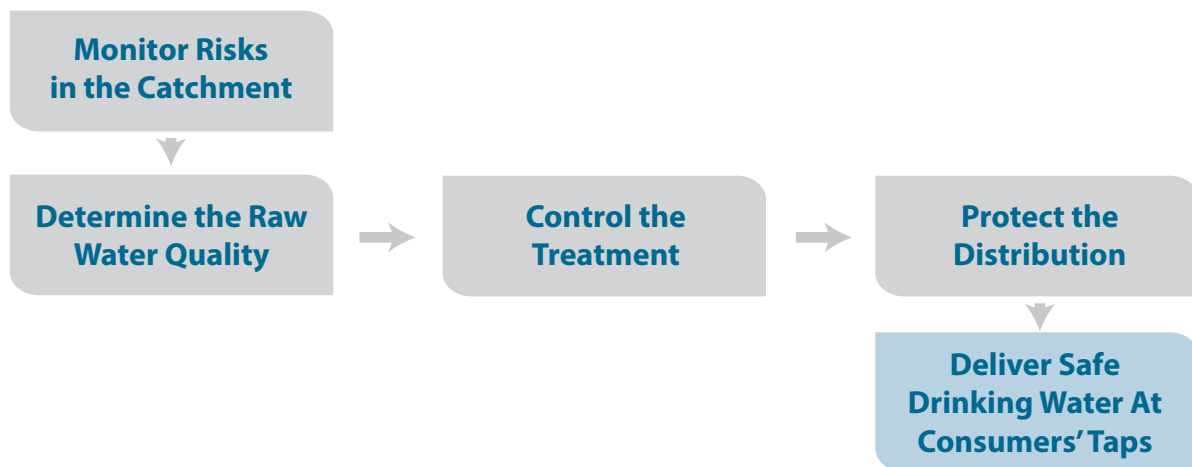 Monitor Risks
in the Catchment
Determine the Raw
Water Quality
Control the
Treatment
Protect the
Distribution
Deliver Safe
Drinking Water At
Consumers’ Taps